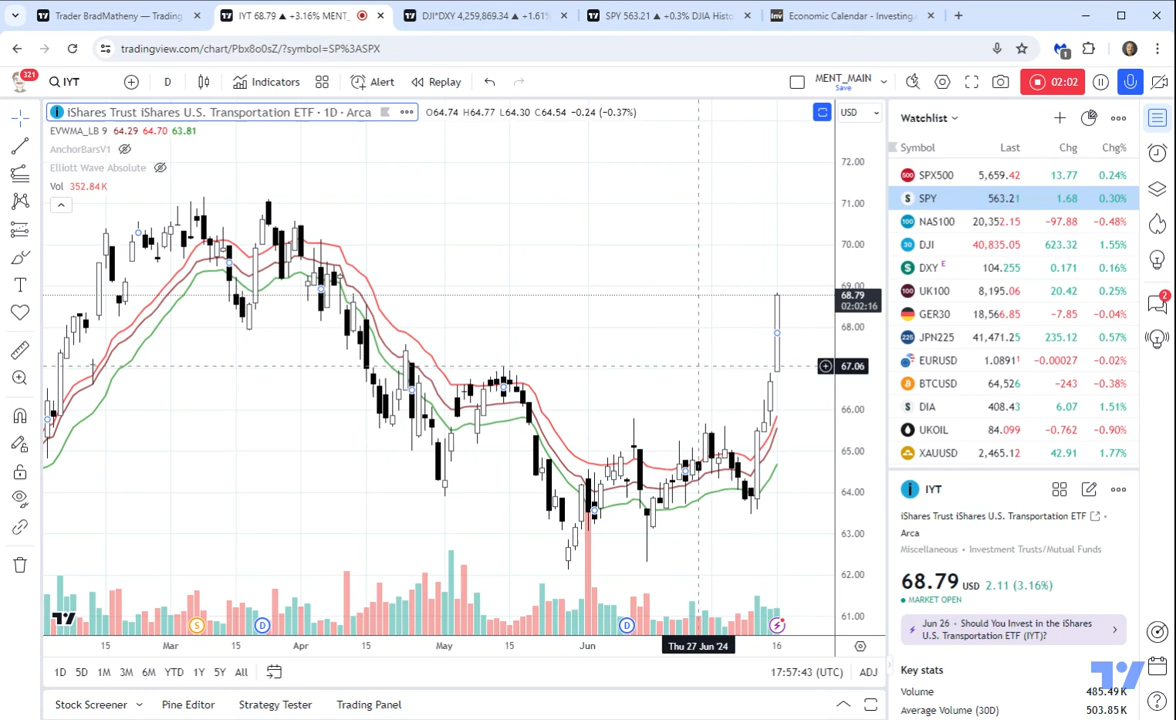 Trader BradMatheny — Trading
IYT 68.79 ▲ +3.16% MENT_
DJI*DXY 4,259,869.34 ▲ +1.61%
SPY 563.21 ▲ +0.3% DJIA Hist
Economic Calendar - Investing
tradingview.com/chart/Pbx8o0sZ/?symbol=SP%3ASPX
1
321
IYT
D
Indicators
Alert
Replay
MENT_MAIN
Save
02:02
iShares Trust iShares U.S. Transportation ETF · 1D · Arca
O64.74 H64.77 L64.30 C64.54 -0.24 (-0.37%)
USD
EVWMA_LB 9 64.29 64.70 63.81
AnchorBarsV1
Elliott Wave Absolute
Vol 352.84 K
72.00
71.00
70.00
69.00
68.79
02:02:16
68.00
67.06
66.00
65.00
64.00
63.00
62.00
61.00
S
D
D
15
Mar
15
Apr
15
May
15
Jun
Thu 27 Jun '24
16
1D
5D
1M
3M
6M
YTD
1Y
5Y
All
17:57:43 (UTC)
ADJ
Stock Screener
Pine Editor
Strategy Tester
Trading Panel
Watchlist
Symbol Last Chg Chg%
500 SPX500 5,659.42 13.77 0.24%
SPY 563.21 1.68 0.30%
100 NAS100 20,352.15 -97.88 -0.48%
30 DJI 40,835.05 623.32 1.55%
DXY E 104.255 0.171 0.16%
100 UK100 8,195.06 20.42 0.25%
GER30 18,566.85 -7.85 -0.04%
225 JPN225 41,471.25 235.12 0.57%
EURUSD 1.08911 -0.00027 -0.02%
BTCUSD 64,526 -243 -0.38%
DIA 408.43 6.07 1.51%
UKOIL 84.099 -0.762 -0.90%
XAUUSD 2,465.12 42.91 1.77%
2
IYT
iShares Trust iShares U.S. Transportation ETF •
Arca
Miscellaneous • Investment Trusts/Mutual Funds
68.79 USD 2.11 (3.16%)
MARKET OPEN
Jun 26 • Should You Invest in the iShares
U.S. Transportation ETF (IYT)?
Key stats
Volume 485.49 K
Average Volume (30D) 503.85 K